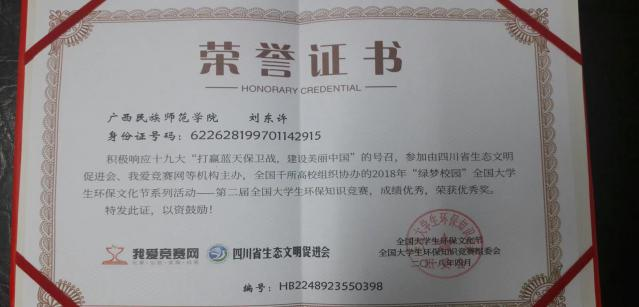 荣誉证书
HONORARY CREDENTIAL
广西民族师范学院 刘东许
身份证号码：622628199701142915
积极响应十九大“打赢蓝天保卫战，建设美丽中国”的号召，参加由四川省生态文明
促进会、我爱竞赛网等机构主办，全国千所高校组织协办的2018年“绿梦校园”全国大学
生环保文化节系列活动——第二届全国大学生环保知识竞赛，成绩优秀，荣获优秀奖。
特发此证，以资鼓励！
我爱竞赛网 四川省生态文明促进会
全国大学生环保文化节
全国大学生环保知识竞赛组委会
二〇一八年四月
编号：HB2248923550398